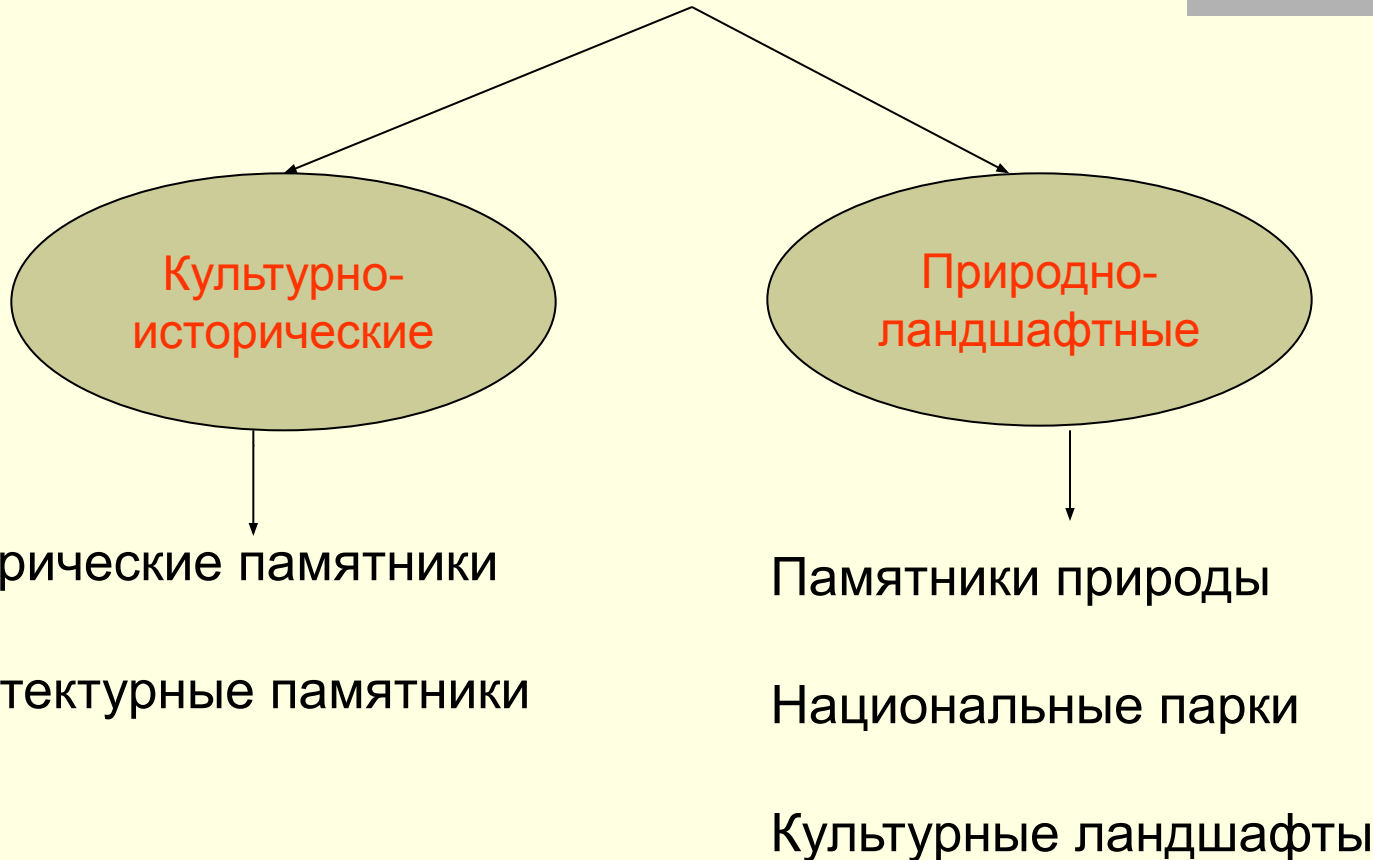 Культурно-
исторические
Природно-
ландшафтные
рические памятники
тектурные памятники
Памятники природы
Национальные парки
Культурные ландшафты